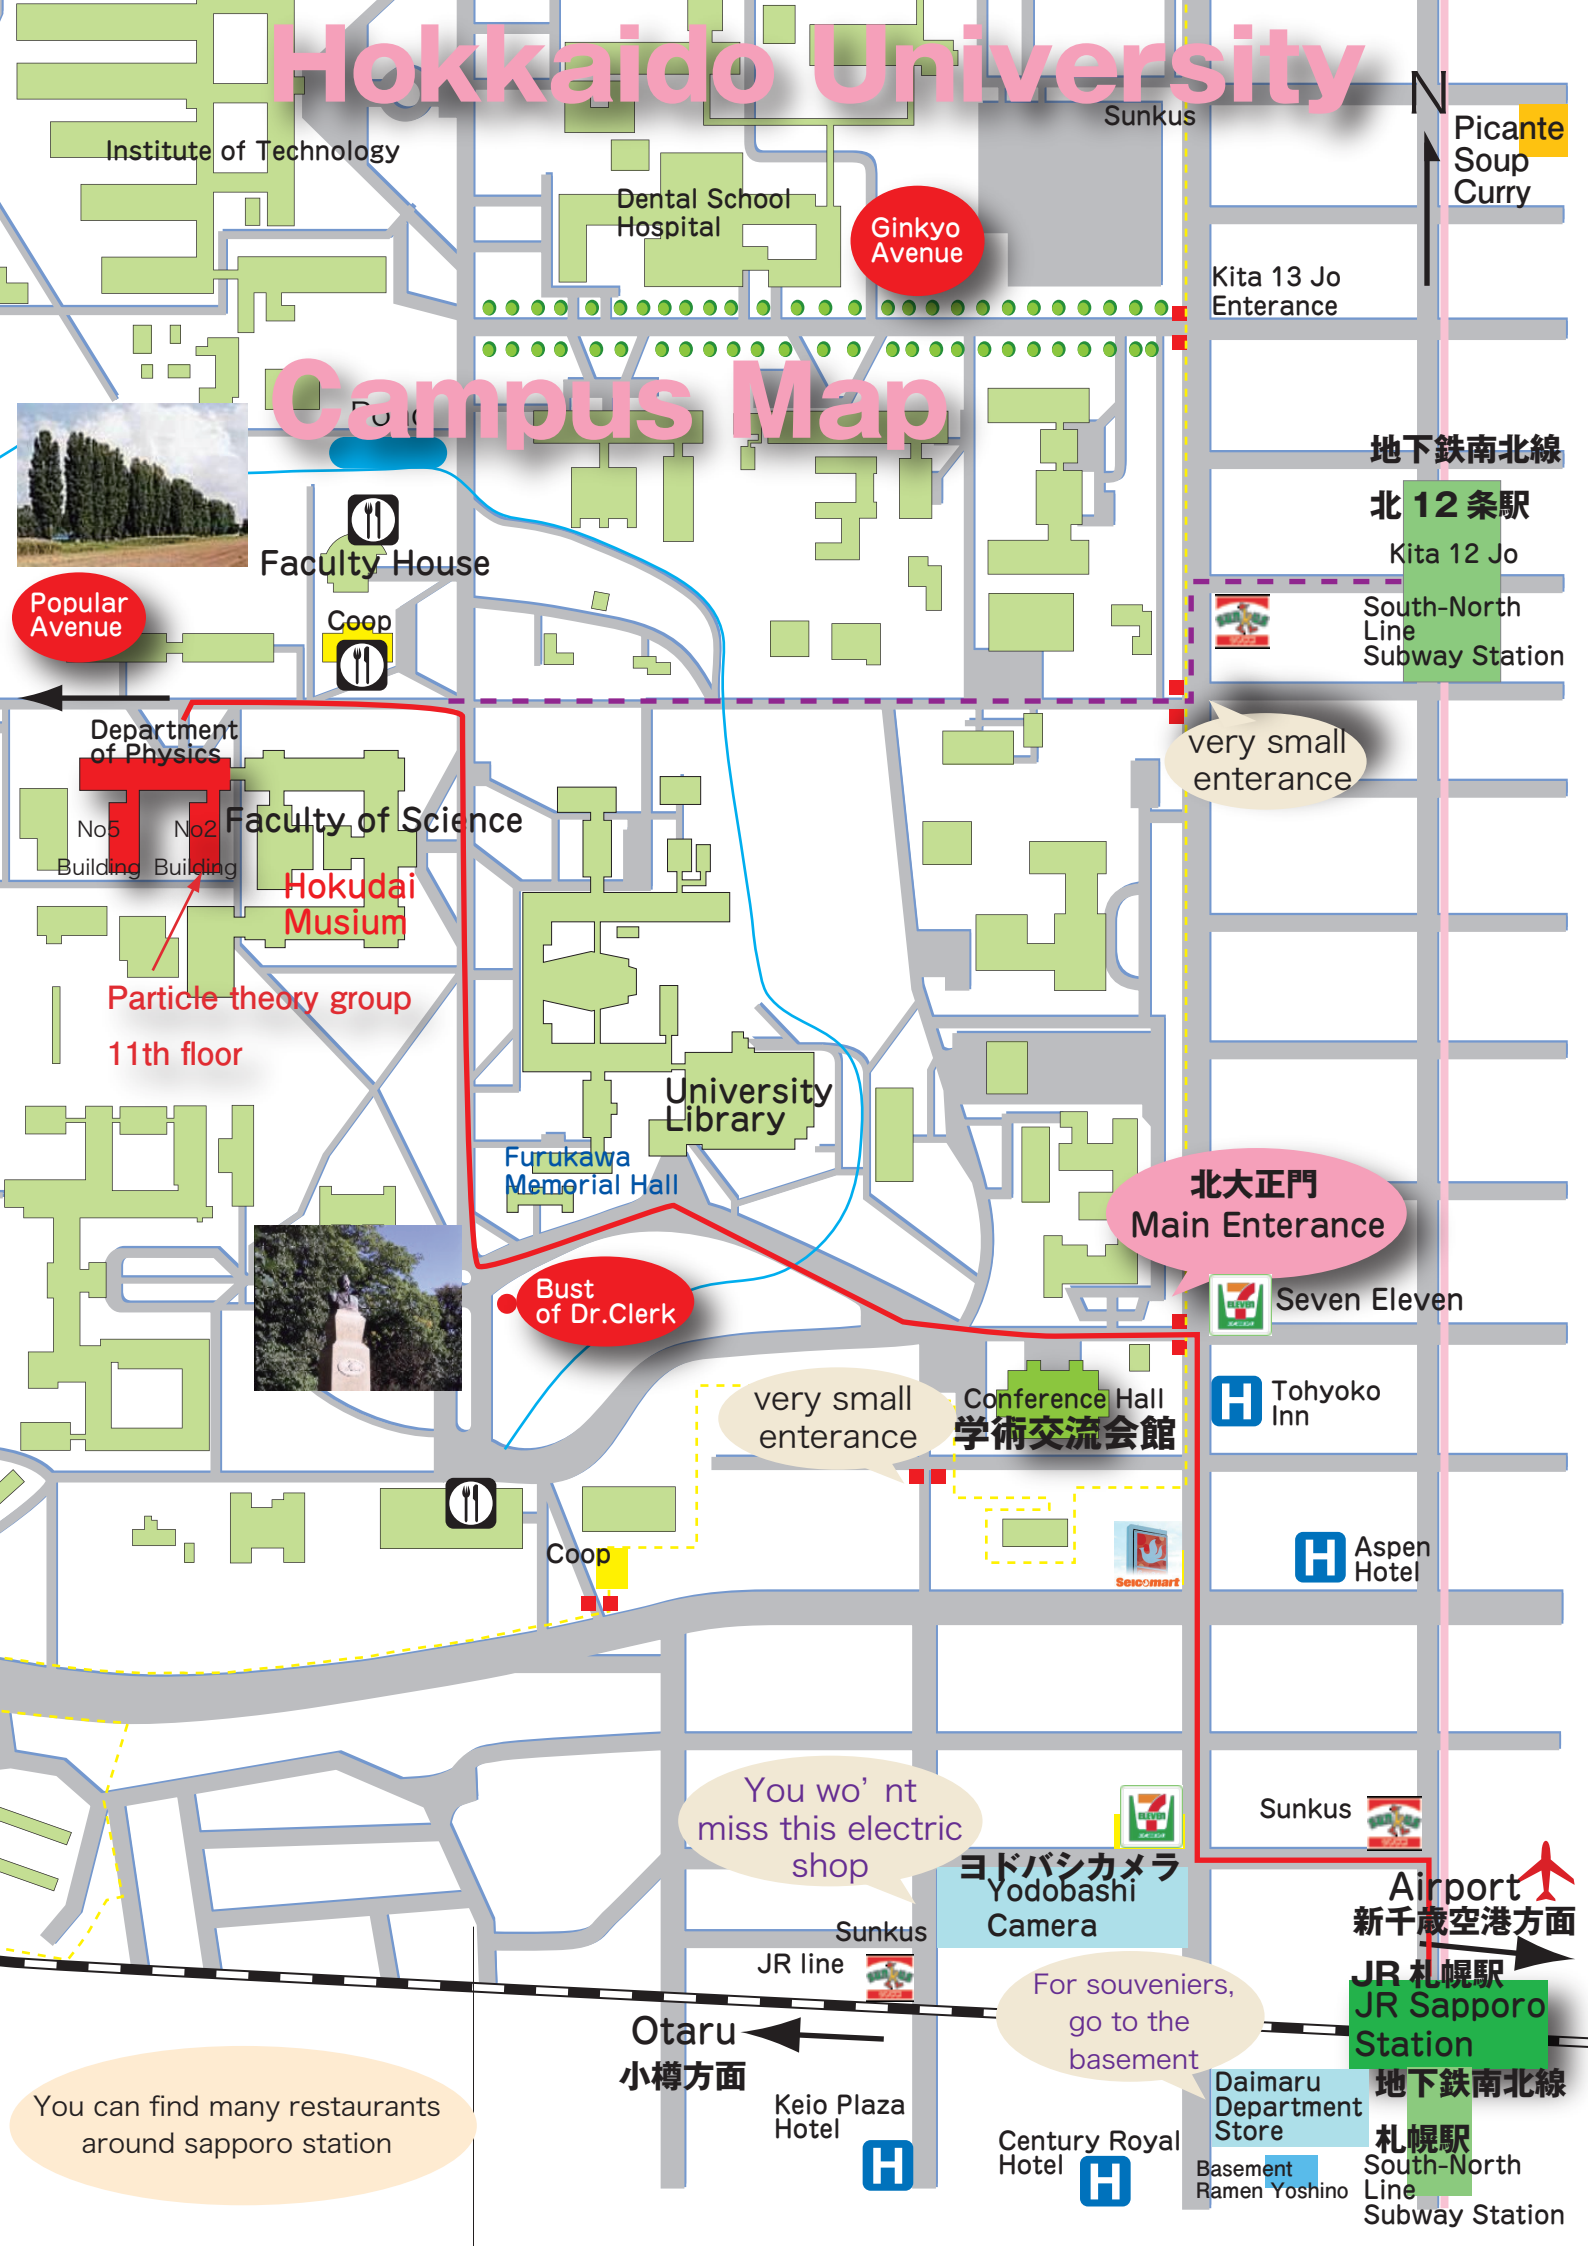 Hokkaido University
Sunkus
N
Picante
Soup
Curry
Institute of Technology
Dental School
Hospital
Ginkyo
Avenue
Kita 13 Jo
Enterance
Campus Map
Pond
地下鉄南北線
北 12 条駅
Kita 12 Jo
South-North
Line
Subway Station
Faculty House
Popular
Avenue
Coop
very small
enterance
Department
of Physics
No5
Building
No2
Building
Faculty of Science
Hokudai
Musium
Particle theory group
11th floor
University
Library
Furukawa
Memorial Hall
北大正門
Main Enterance
Bust
of Dr.Clerk
ELEVEN
Seven Eleven
very small
enterance
Conference Hall
学術交流会館
H
Tohyoko
Inn
Coop
Seicomart
H
Aspen
Hotel
You wo’ nt
miss this electric
shop
ELEVEN
Sunkus
ヨドバシカメラ
Yodobashi
Camera
Airport
新千歳空港方面
Sunkus
JR line
JR 札幌駅
JR Sapporo
Station
For souveniers,
go to the
basement
Otaru
小樽方面
Daimaru
Department
Store
地下鉄南北線
札幌駅
South-North
Line
Subway Station
You can find many restaurants
around sapporo station
Keio Plaza
Hotel
H
Century Royal
Hotel
H
Basement
Ramen Yoshino